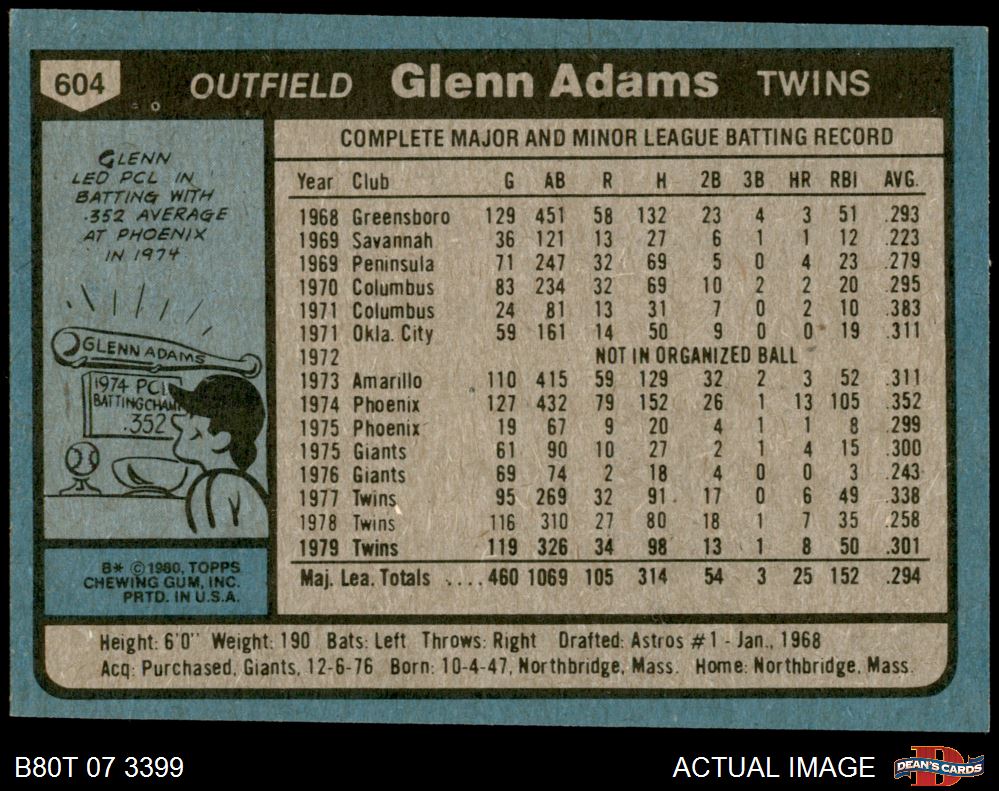 604 OUTFIELD Glenn Adams TWINS
GLENN
LED PCL IN
BATTING WITH
.352 AVERAGE
AT PHOENIX
IN 1974
GLENN ADAMS
1974 PCL
BATTING CHAMP
.352
B* ©1980, TOPPS
CHEWING GUM, INC.
PRTD. IN U.S.A.
COMPLETE MAJOR AND MINOR LEAGUE BATTING RECORD
Year Club G AB R H 2B 3B HR RBI AVG.
1968 Greensboro 129 451 58 132 23 4 3 51 .293
1969 Savannah 36 121 13 27 6 1 1 12 .223
1969 Peninsula 71 247 32 69 5 0 4 23 .279
1970 Columbus 83 234 32 69 10 2 2 20 .295
1971 Columbus 24 81 13 31 7 0 2 10 .383
1971 Okla. City 59 161 14 50 9 0 0 19 .311
1972 NOT IN ORGANIZED BALL
1973 Amarillo 110 415 59 129 32 2 3 52 .311
1974 Phoenix 127 432 79 152 26 1 13 105 .352
1975 Phoenix 19 67 9 20 4 1 1 8 .299
1975 Giants 61 90 10 27 2 1 4 15 .300
1976 Giants 69 74 2 18 4 0 0 3 .243
1977 Twins 95 269 32 91 17 0 6 49 .338
1978 Twins 116 310 27 80 18 1 7 35 .258
1979 Twins 119 326 34 98 13 1 8 50 .301
Maj. Lea. Totals ....460 1069 105 314 54 3 25 152 .294
Height: 6'0" Weight: 190 Bats: Left Throws: Right Drafted: Astros #1 - Jan., 1968
Acq: Purchased, Giants, 12-6-76 Born: 10-4-47, Northbridge, Mass. Home: Northbridge, Mass.
B80T 07 3399 ACTUAL IMAGE DEAN'S CARDS